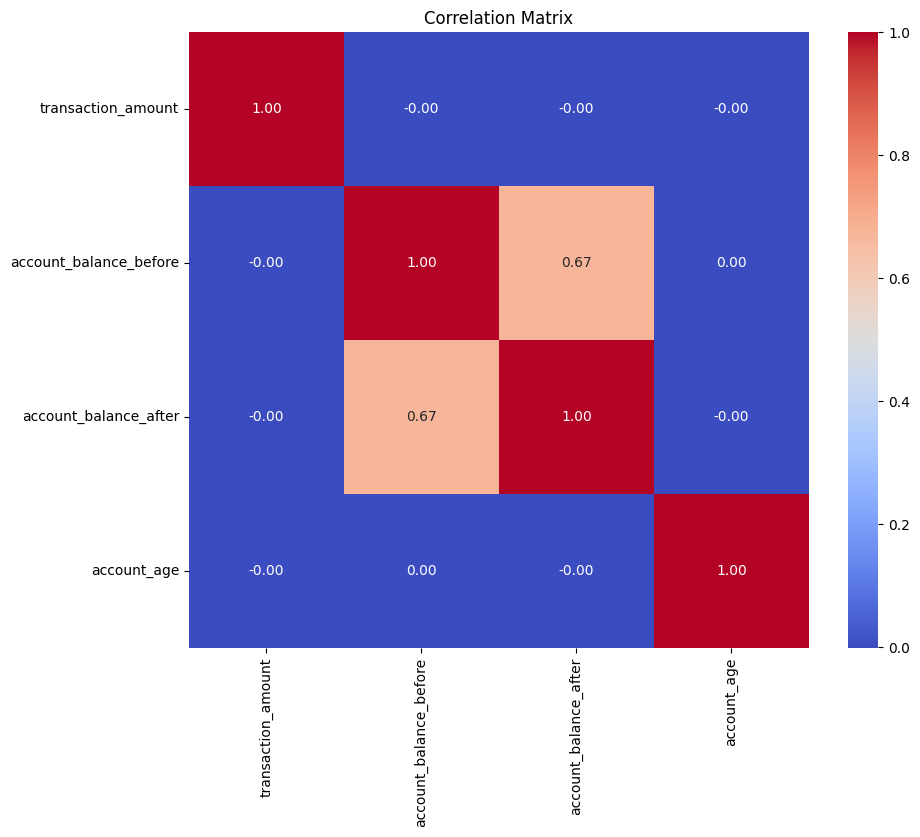 Correlation Matrix
transaction_amount
1.00
-0.00
-0.00
-0.00
account_balance_before
-0.00
1.00
0.67
0.00
account_balance_after
-0.00
0.67
1.00
-0.00
account_age
-0.00
0.00
-0.00
1.00
transaction_amount
account_balance_before
account_balance_after
account_age
1.0
0.8
0.6
0.4
0.2
0.0